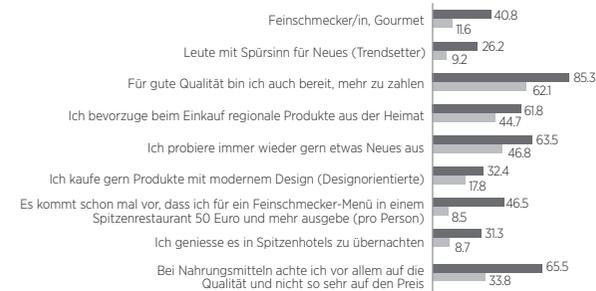 Feinschmecker/in, Gourmet 40.8
11.6
Leute mit Spürsinn für Neues (Trendsetter) 26.2
9.2
Für gute Qualität bin ich auch bereit, mehr zu zahlen 85.3
62.1
Ich bevorzuge beim Einkauf regionale Produkte aus der Heimat 61.8
44.7
Ich probiere immer wieder gern etwas Neues aus 63.5
46.8
Ich kaufe gern Produkte mit modernem Design (Designorientierte) 32.4
17.8
Es kommt schon mal vor, dass ich für ein Feinschmecker-Menü in einem 46.5
Spitzenrestaurant 50 Euro und mehr ausgebe (pro Person) 8.5
Ich geniesse es in Spitzenhotels zu übernachten 31.3
8.7
Bei Nahrungsmitteln achte ich vor allem auf die 65.5
Qualität und nicht so sehr auf den Preis 33.8